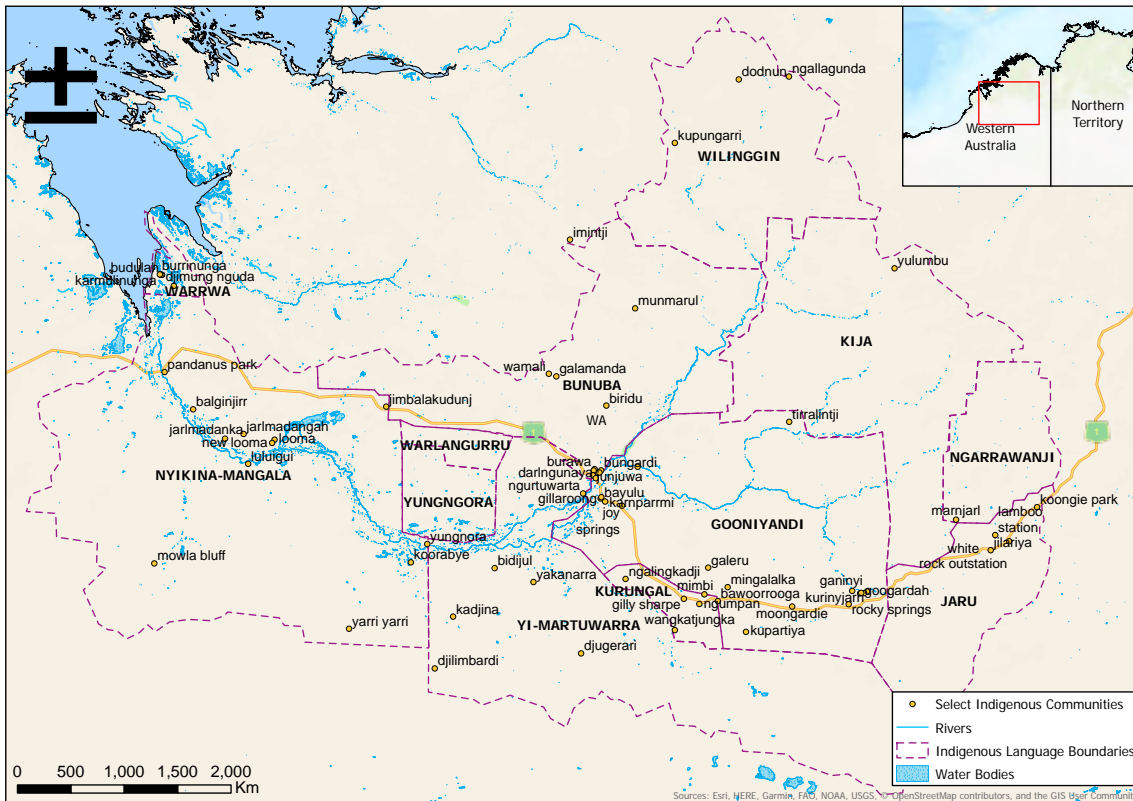 dodnun
ngallagunda
kupungarri
WILINGGIN
Western
Australia
Northern
Territory
imintji
yulumbu
budulah
burrinunga
djimung nguda
WARRWA
munmarul
KIJA
pandanus park
wamali
galamanda
BUNUBA
biridu
WA
balginjirr
jimbalakudunj
tirralintji
jarlmadanka
jarlmadangah
new looma
looma
luluigui
NYIKINA-MANGALA
1
1
WARLANGURRU
NGARRAWANJI
burawa
bungardi
darlngunaya
junjuwa
ngurtuwarta
gillaroong
bayulu
karnparrmi
joy
springs
YUNGNGORA
GOONIYANDI
koongie park
marnjarl
lamboo
station
white
jilariya
rock outstation
yungnora
koorabye
mowla bluff
bidijul
yakanarra
galeru
ngalingkadji
mimbi
mingalalka
bawoorrooga
KURUNGAL
gilly sharpe
ngumpan
ganinyi
googardah
kurinyjarn
rocky springs
moongardie
JARU
kadjina
YI-MARTUWARRA
wangkatjungka
kupartiya
yarri yarri
djugerari
djilimbardi
Select Indigenous Communities
Rivers
Indigenous Language Boundaries
Water Bodies
0 500 1,000 1,500 2,000
Km
Sources: Esri, HERE, Garmin, FAO, NOAA, USGS, © OpenStreetMap contributors, and the GIS User Communit